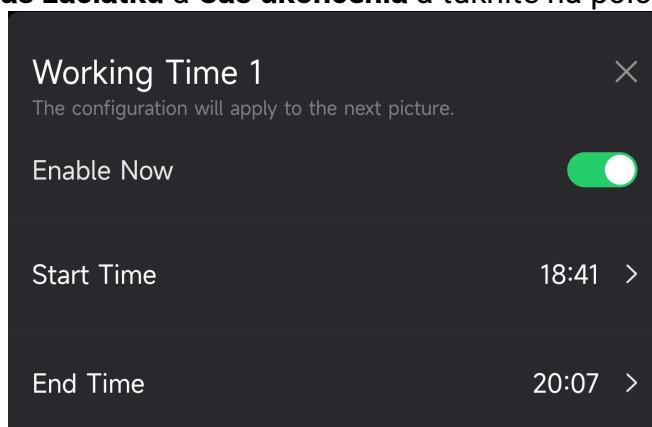 a
a
na
Working Time 1
The configuration will apply to the next picture.
Enable Now
Start Time 18:41
End Time 20:07